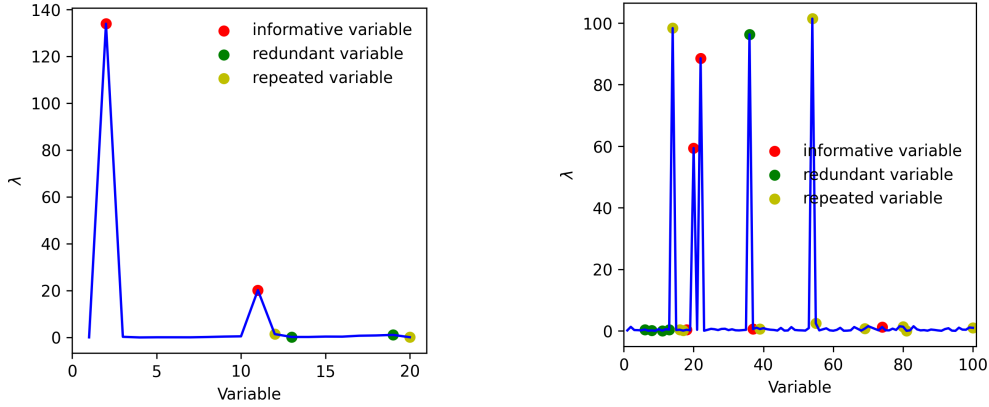 140
120
100
80
60
40
20
0
λ
0 5 10 15 20
Variable
informative variable
redundant variable
repeated variable
100
80
60
40
20
0
λ
0 20 40 60 80 100
Variable
informative variable
redundant variable
repeated variable